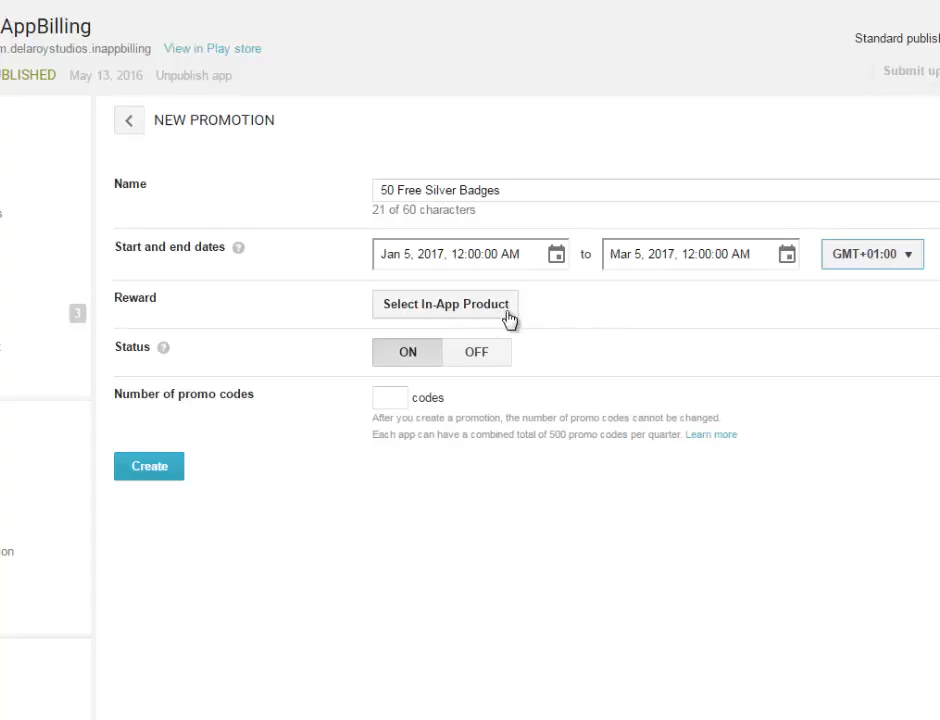 AppBilling
m.delaroystudios.inappbilling View in Play store
Standard publis
BLISHED May 13, 2016 Unpublish app
Submit up
NEW PROMOTION
Name
50 Free Silver Badges
21 of 60 characters
s
Start and end dates ?
Jan 5, 2017, 12:00:00 AM to Mar 5, 2017, 12:00:00 AM GMT+01:00
Reward
Select In-App Product
3
Status ?
ON OFF
Number of promo codes
codes
After you create a promotion, the number of promo codes cannot be changed.
Each app can have a combined total of 500 promo codes per quarter. Learn more
Create
on